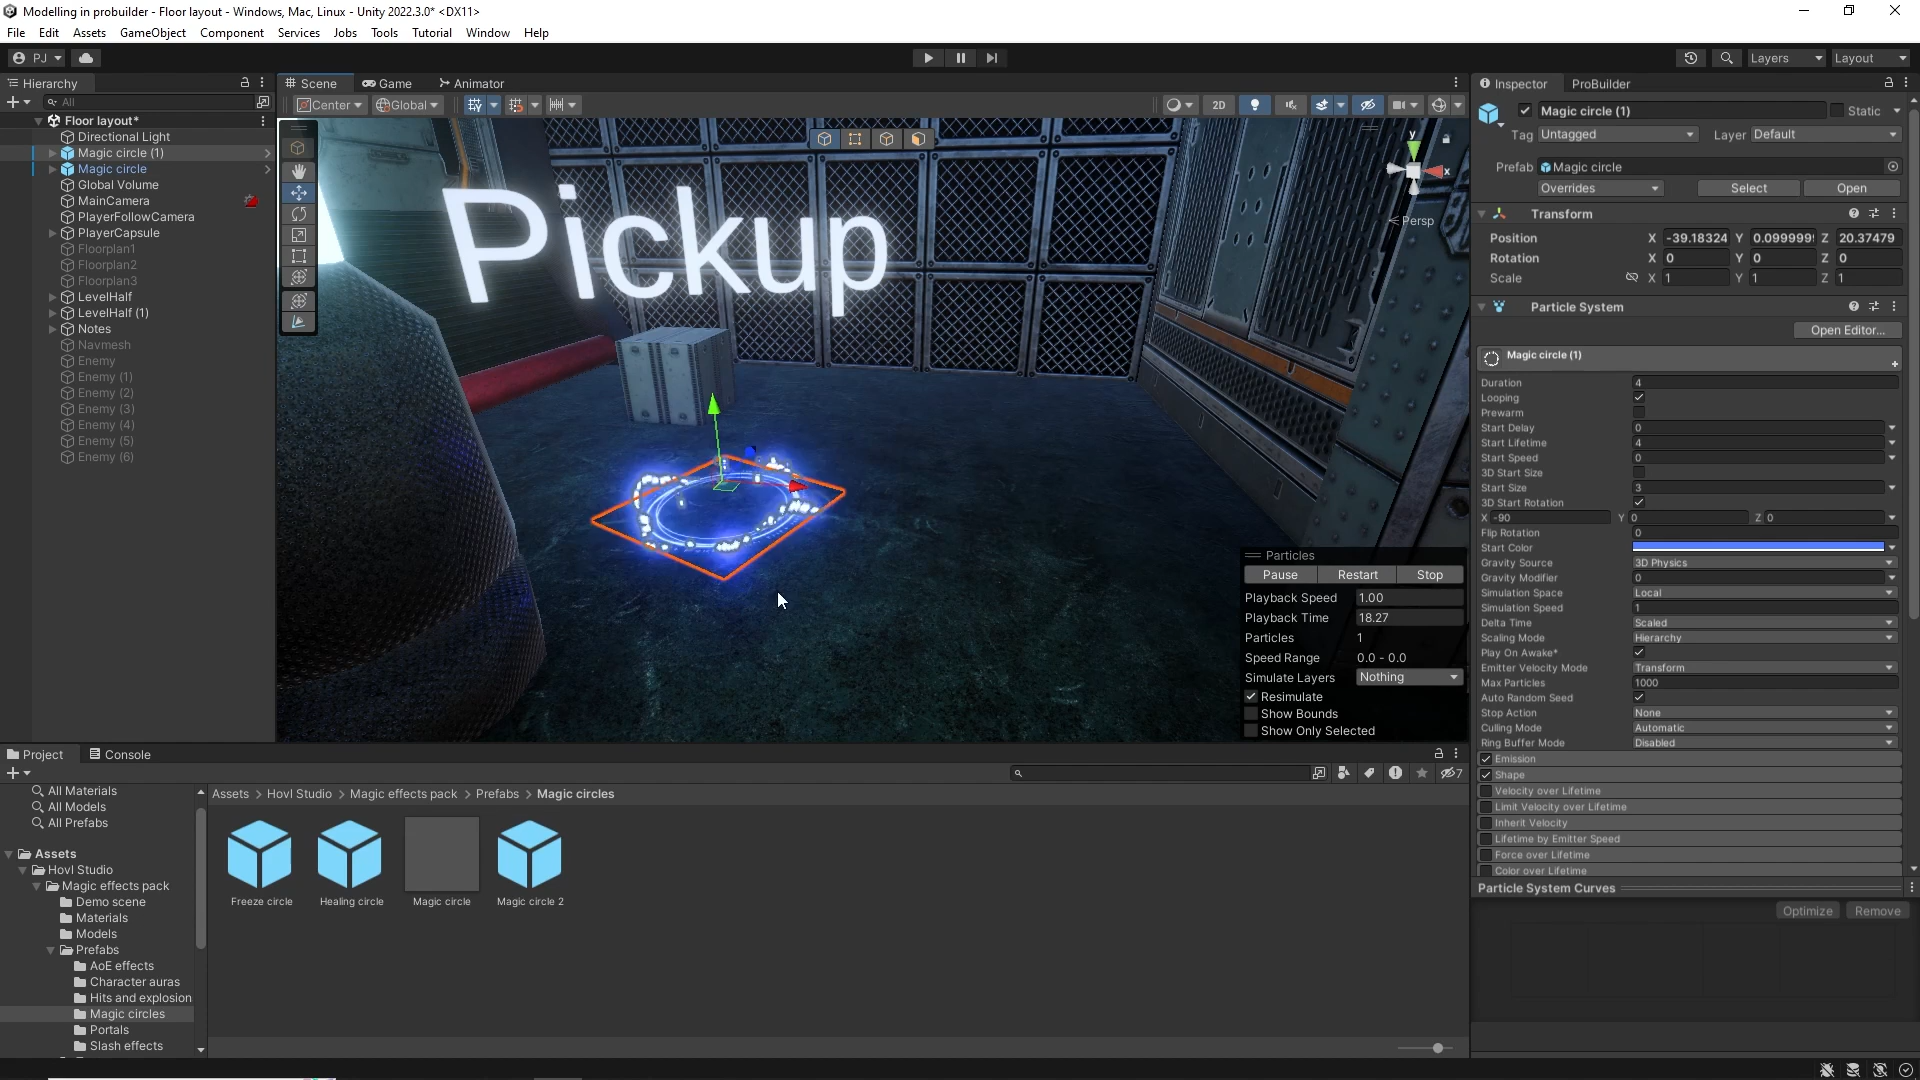 Modelling in probuilder - Floor layout - Windows, Mac, Linux - Unity 2022.3.0* <DX11>
File Edit Assets GameObject Component Services Jobs Tools Tutorial Window Help
PJ
Layers Layout
Hierarchy
All
Floor layout*
Directional Light
Magic circle (1)
Magic circle
Global Volume
MainCamera
PlayerFollowCamera
PlayerCapsule
Floorplan1
Floorplan2
Floorplan3
LevelHalf
LevelHalf (1)
Notes
Navmesh
Enemy
Enemy (1)
Enemy (2)
Enemy (3)
Enemy (4)
Enemy (5)
Enemy (6)
Scene Game Animator
Center Global
2D
Pickup
y
x
Persp
Particles
Pause Restart Stop
Playback Speed 1.00
Playback Time 18.27
Particles 1
Speed Range 0.0 - 0.0
Simulate Layers Nothing
Resimulate
Show Bounds
Show Only Selected
Inspector ProBuilder
Magic circle (1) Static
Tag Untagged Layer Default
Prefab Magic circle
Overrides Select Open
Transform
Position X -39.18324 Y 0.0999999 Z 20.37479
Rotation X 0 Y 0 Z 0
Scale X 1 Y 1 Z 1
Particle System
Open Editor...
Magic circle (1)
Duration 4
Looping
Prewarm
Start Delay 0
Start Lifetime 4
Start Speed 0
3D Start Size
Start Size 3
3D Start Rotation
X -90 Y 0 Z 0
Flip Rotation 0
Start Color
Gravity Source 3D Physics
Gravity Modifier 0
Simulation Space Local
Simulation Speed 1
Delta Time Scaled
Scaling Mode Hierarchy
Play On Awake*
Emitter Velocity Mode Transform
Max Particles 1000
Auto Random Seed
Stop Action None
Culling Mode Automatic
Ring Buffer Mode Disabled
Emission
Shape
Velocity over Lifetime
Limit Velocity over Lifetime
Inherit Velocity
Lifetime by Emitter Speed
Force over Lifetime
Color over Lifetime
Particle System Curves
Optimize Remove
Project Console
7
All Materials
All Models
All Prefabs
Assets
Hovl Studio
Magic effects pack
Demo scene
Materials
Models
Prefabs
AoE effects
Character auras
Hits and explosion
Magic circles
Portals
Slash effects
Assets > Hovl Studio > Magic effects pack > Prefabs > Magic circles
Freeze circle Healing circle Magic circle Magic circle 2